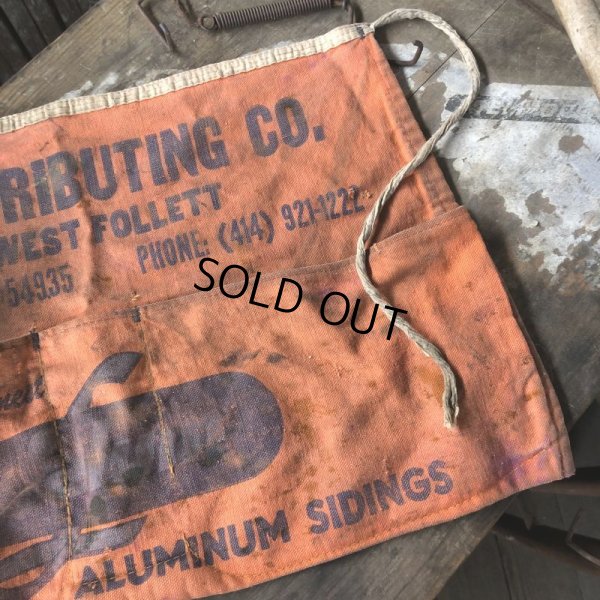 RIBUTING CO.
WEST FOLLETT
54935 PHONE: (414) 921-1222
SOLD OUT
ALUMINUM SIDINGS